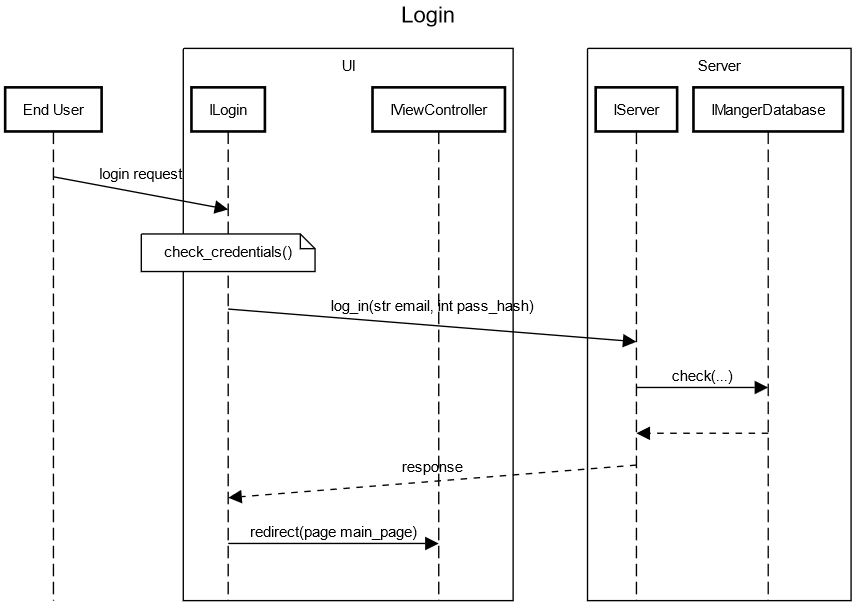 Login
UI
Server
End User
ILogin
IViewController
IServer
IMangerDatabase
login request
check_credentials()
log_in(str email, int pass_hash)
check(...)
response
redirect(page main_page)